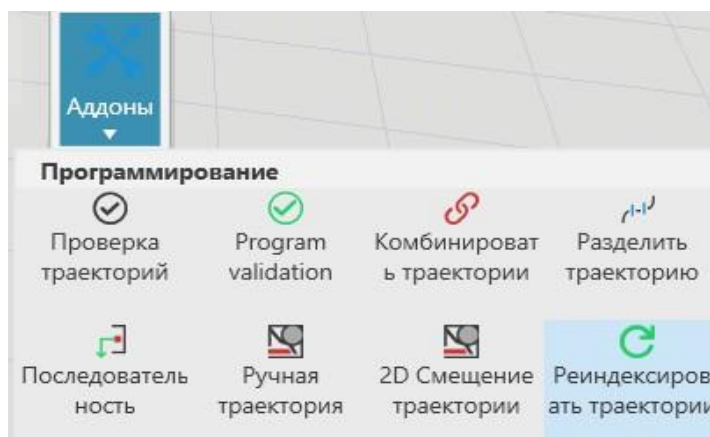 Аддоны
Программирование
Проверка Program Комбинироват Разделить
траекторий validation ь траектории траекторию
Последователь Ручная 2D Смещение Реиндексиров
ность траектория траектории ать траектории